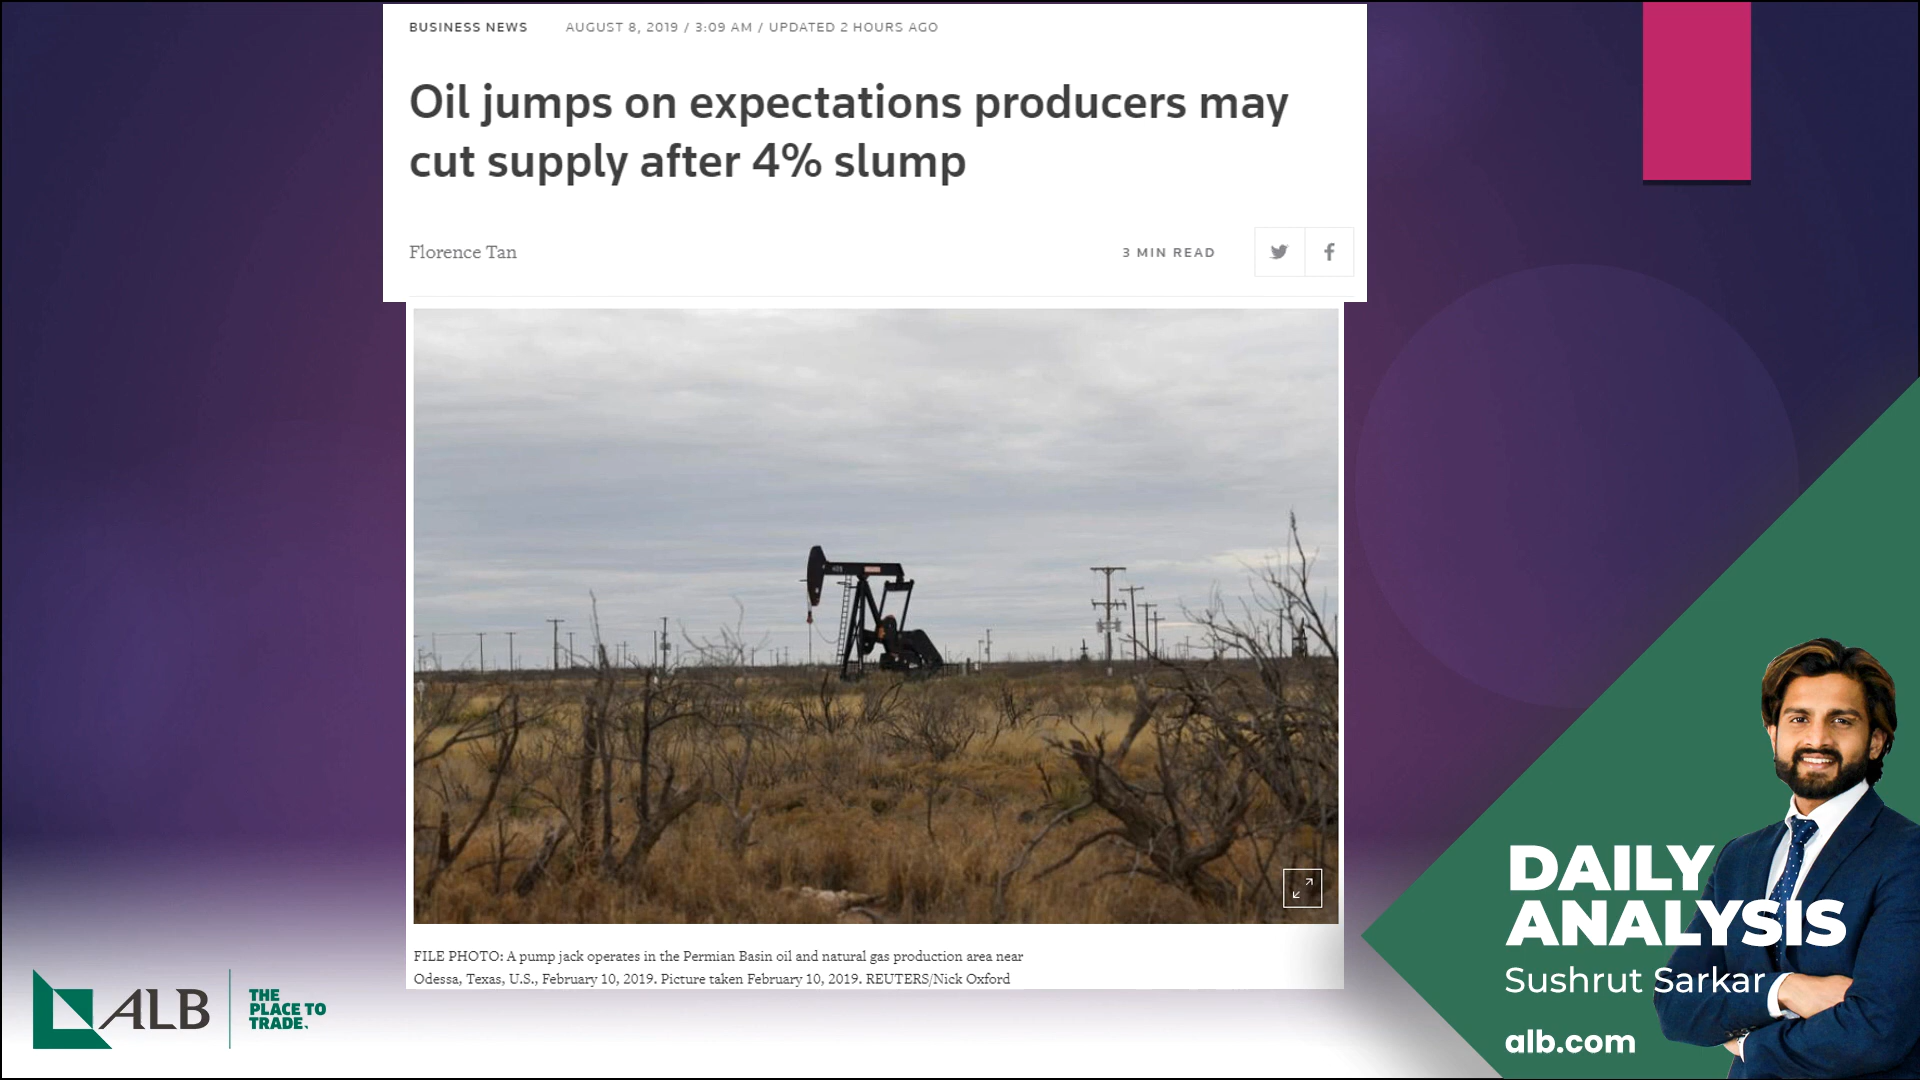 BUSINESS NEWS AUGUST 8, 2019 / 3:09 AM / UPDATED 2 HOURS AGO
Oil jumps on expectations producers may
cut supply after 4% slump
Florence Tan
3 MIN READ
FILE PHOTO: A pump jack operates in the Permian Basin oil and natural gas production area near
Odessa, Texas, U.S., February 10, 2019. Picture taken February 10, 2019. REUTERS/Nick Oxford
ALB
THE
PLACE TO
TRADE.
DAILY
ANALYSIS
Sushrut Sarkar
alb.com